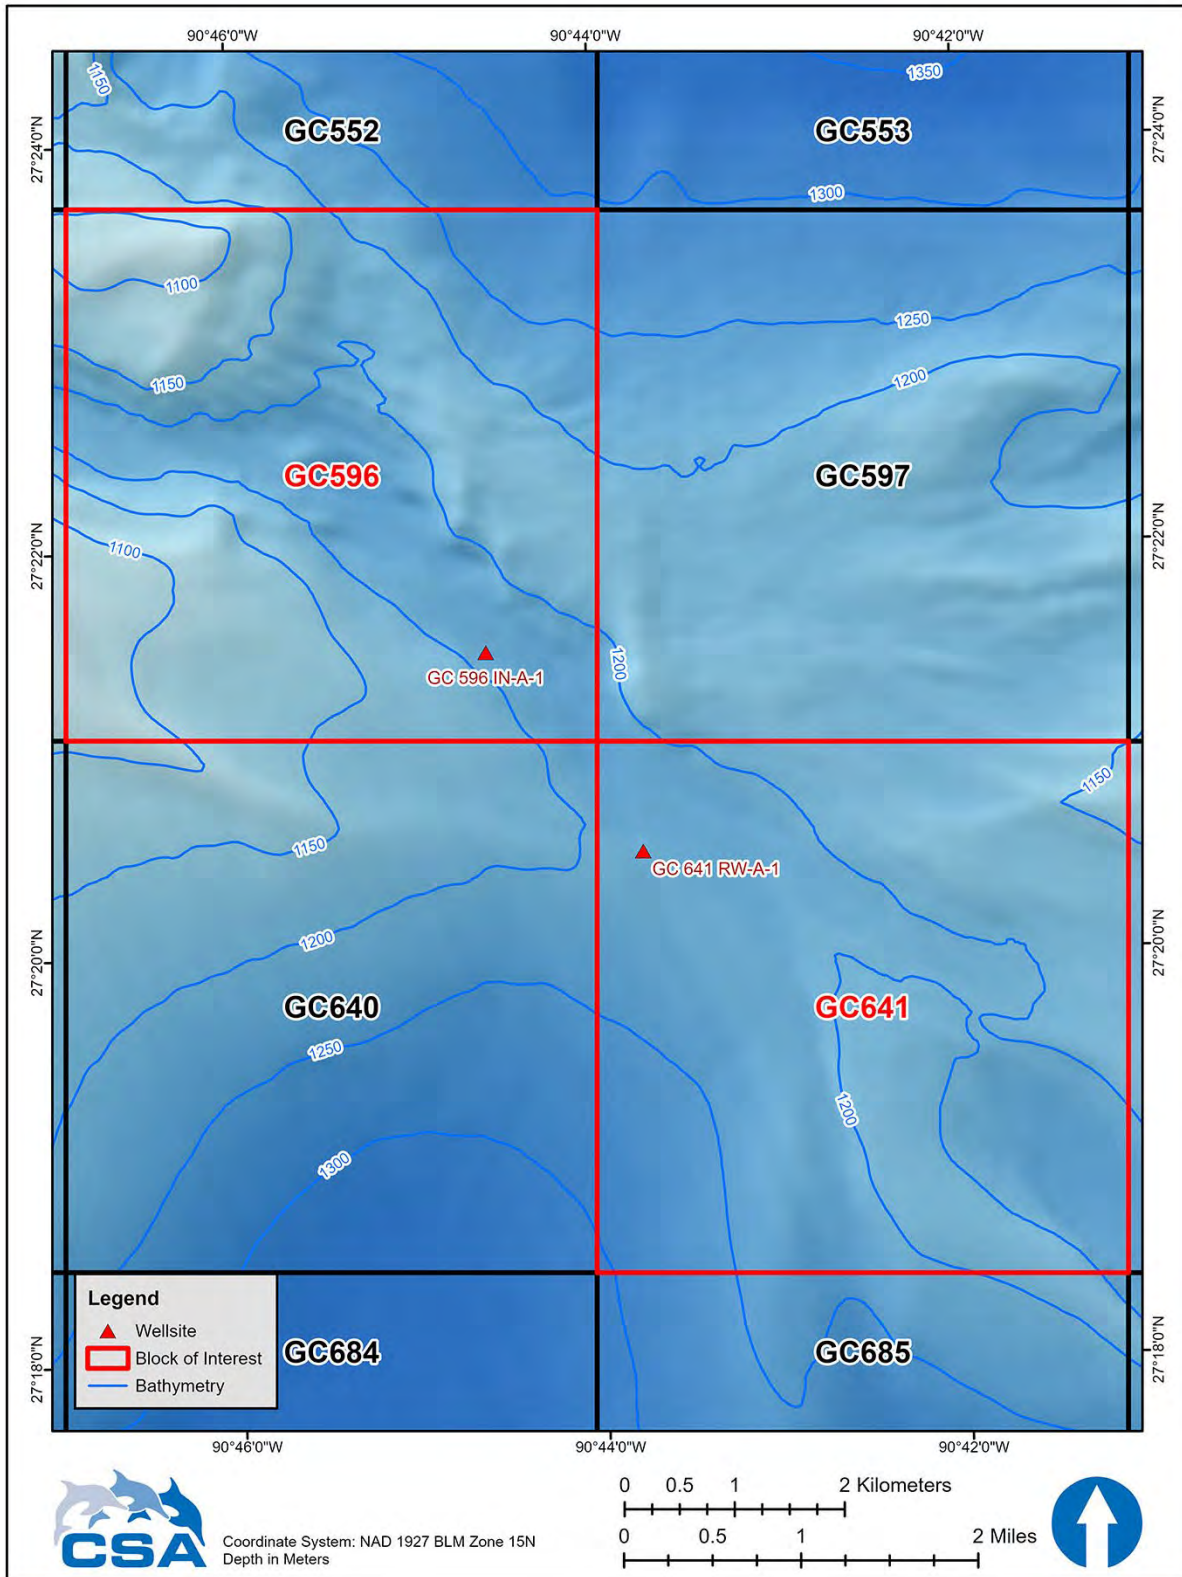 90°46'0"W
90°44'0"W
90°42'0"W
1150
1350
GC552
GC553
27°24'0"N
27°24'0"N
1300
1100
1250
1150
1200
GC596
GC597
27°22'0"N
27°22'0"N
1100
1200
GC 596 IN-A-1
1150
1150
GC 641 RW-A-1
1200
27°20'0"N
27°20'0"N
GC640
GC641
1250
1200
1300
Legend
Wellsite
Block of Interest
Bathymetry
GC684
GC685
27°18'0"N
27°18'0"N
90°46'0"W
90°44'0"W
90°42'0"W
0 0.5 1 2 Kilometers
0 0.5 1 2 Miles
CSA
Coordinate System: NAD 1927 BLM Zone 15N
Depth in Meters